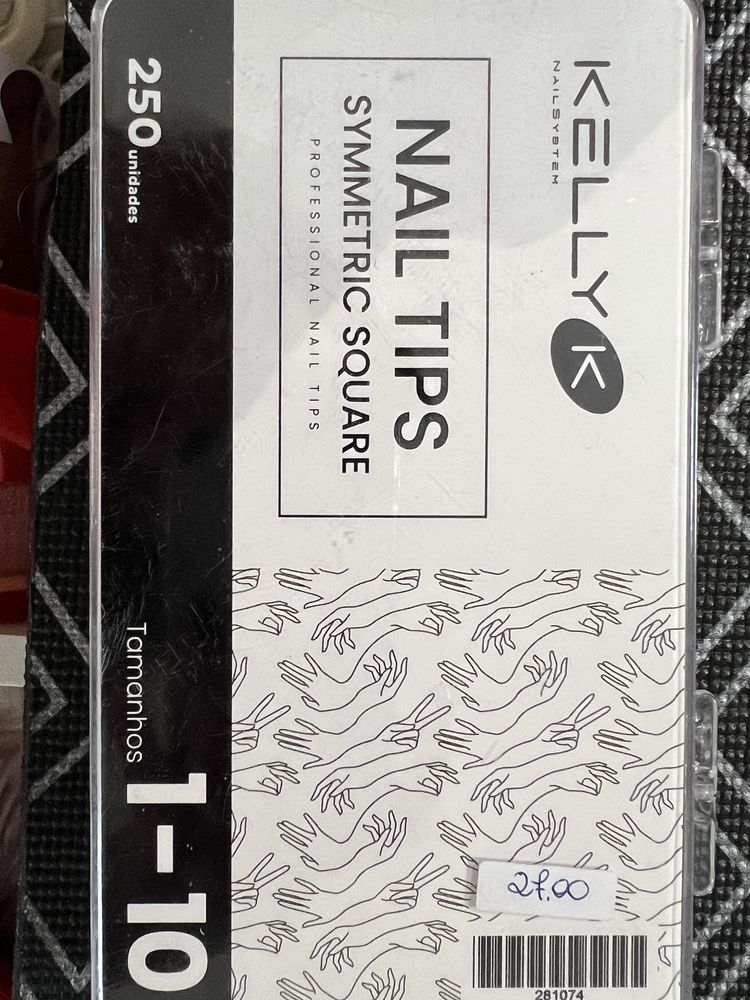 KELLY K
NAILSYSTEM
NAIL TIPS
SYMMETRIC SQUARE
PROFESSIONAL NAIL TIPS
250 unidades
Tamanhos 1-10
27,00
281074